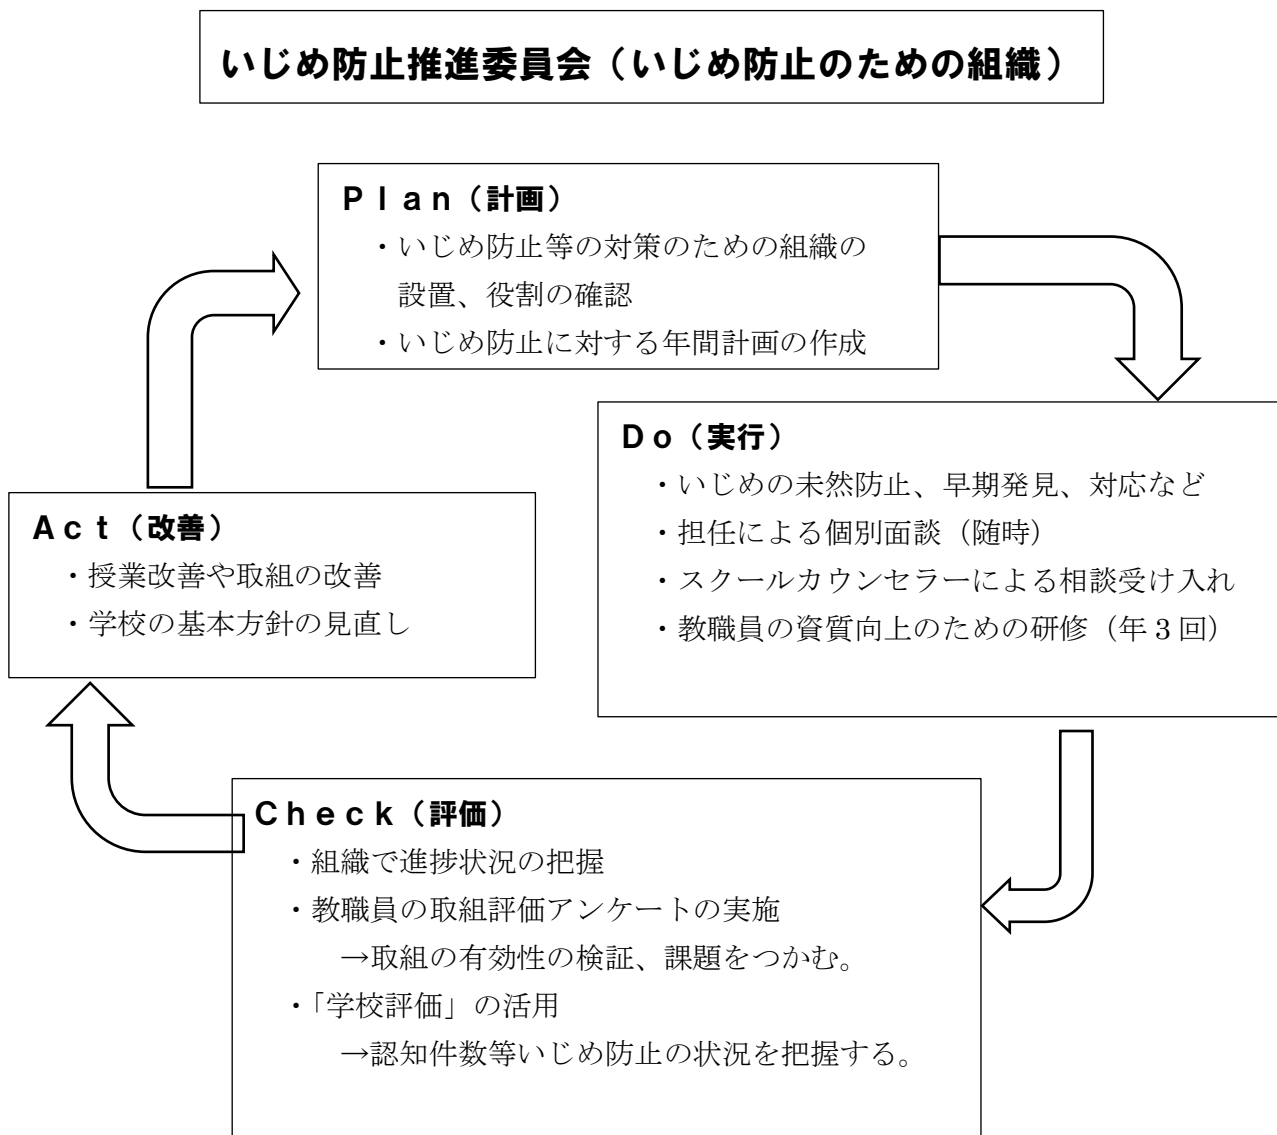 いじめ防止推進委員会（いじめ防止のための組織）
Ｐｌａｎ（計画）
・いじめ防止等の対策のための組織の
設置、役割の確認
・いじめ防止に対する年間計画の作成
Ｄｏ（実行）
・いじめの未然防止、早期発見、対応など
・担任による個別面談（随時）
・スクールカウンセラーによる相談受け入れ
・教職員の資質向上のための研修（年３回）
Ａｃｔ（改善）
・授業改善や取組の改善
・学校の基本方針の見直し
Ｃｈｅｃｋ（評価）
・組織で進捗状況の把握
・教職員の取組評価アンケートの実施
→取組の有効性の検証、課題をつかむ。
・「学校評価」の活用
→認知件数等いじめ防止の状況を把握する。